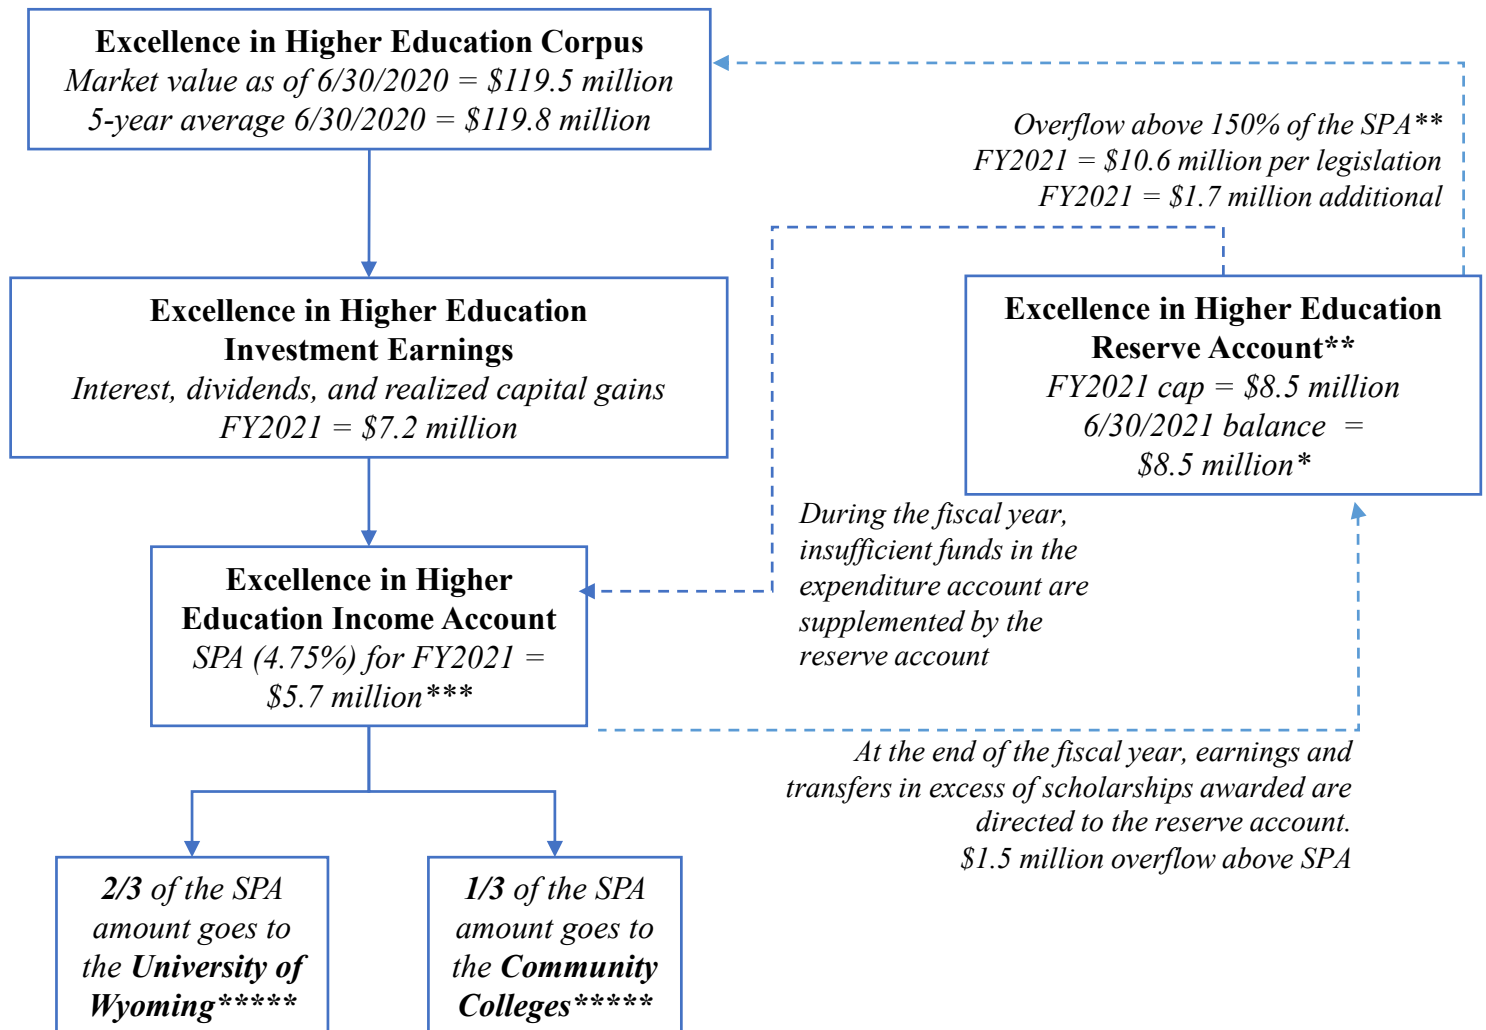 Excellence in Higher Education Corpus
Market value as of 6/30/2020 = $119.5 million
5-year average 6/30/2020 = $119.8 million
Overflow above 150% of the SPA**
FY2021 = $10.6 million per legislation
FY2021 = $1.7 million additional
Excellence in Higher Education
Investment Earnings
Interest, dividends, and realized capital gains
FY2021 = $7.2 million
Excellence in Higher Education
Reserve Account**
FY2021 cap = $8.5 million
6/30/2021 balance =
$8.5 million*
During the fiscal year,
insufficient funds in the
expenditure account are
supplemented by the
reserve account
Excellence in Higher
Education Income Account
SPA (4.75%) for FY2021 =
$5.7 million***
At the end of the fiscal year, earnings and
transfers in excess of scholarships awarded are
directed to the reserve account.
$1.5 million overflow above SPA
2/3 of the SPA
amount goes to
the University of
Wyoming*****
1/3 of the SPA
amount goes to
the Community
Colleges*****